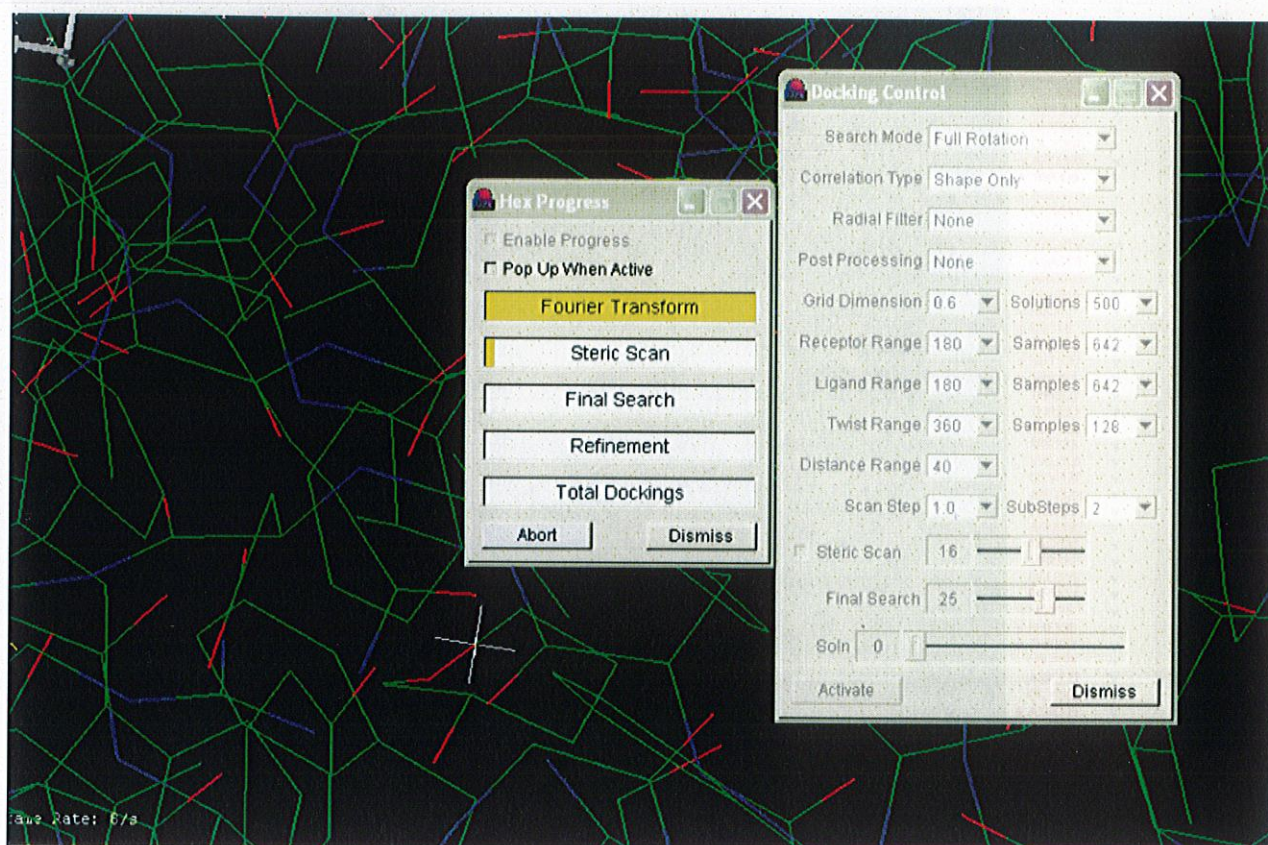 Docking Control
Search Mode Full Rotation
Correlation Type Shape Only
Radial Filter None
Post Processing None
Grid Dimension 0.6 Solutions 500
Receptor Range 180 Samples 642
Ligand Range 180 Samples 642
Twist Range 360 Samples 128
Distance Range 40
Scan Step 1.0 SubSteps 2
Steric Scan 16
Final Search 25
Soln 0
Activate Dismiss
Hex Progress
Enable Progress
Pop Up When Active
Fourier Transform
Steric Scan
Final Search
Refinement
Total Dockings
Abort Dismiss
ame Rate: 6/s